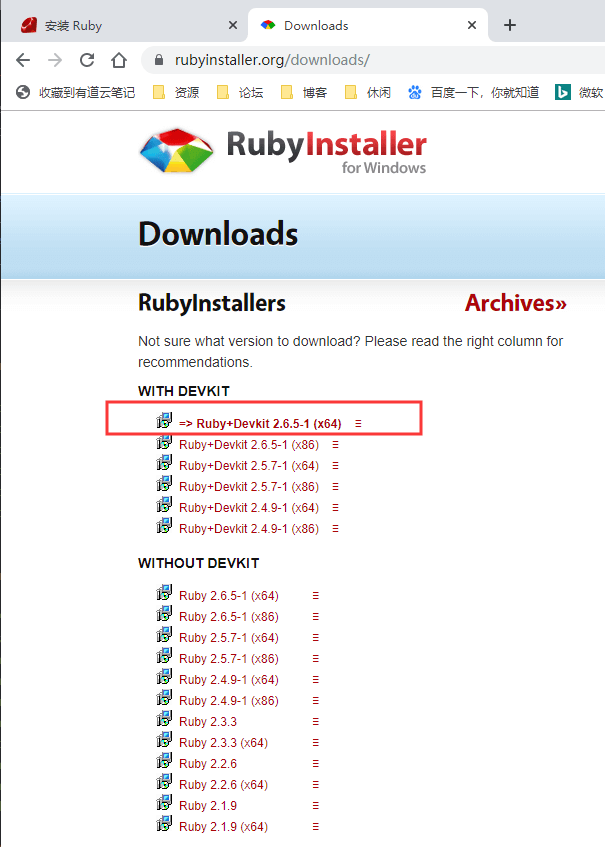 安装 Ruby
Downloads
rubyinstaller.org/downloads/
收藏到有道云笔记 资源 论坛 博客 休闲 百度一下，你就知道 微软
RubyInstaller
for Windows
Downloads
RubyInstallers Archives»
Not sure what version to download? Please read the right column for
recommendations.
WITH DEVKIT
=> Ruby+Devkit 2.6.5-1 (x64)
Ruby+Devkit 2.6.5-1 (x86)
Ruby+Devkit 2.5.7-1 (x64)
Ruby+Devkit 2.5.7-1 (x86)
Ruby+Devkit 2.4.9-1 (x64)
Ruby+Devkit 2.4.9-1 (x86)
WITHOUT DEVKIT
Ruby 2.6.5-1 (x64)
Ruby 2.6.5-1 (x86)
Ruby 2.5.7-1 (x64)
Ruby 2.5.7-1 (x86)
Ruby 2.4.9-1 (x64)
Ruby 2.4.9-1 (x86)
Ruby 2.3.3
Ruby 2.3.3 (x64)
Ruby 2.2.6
Ruby 2.2.6 (x64)
Ruby 2.1.9
Ruby 2.1.9 (x64)